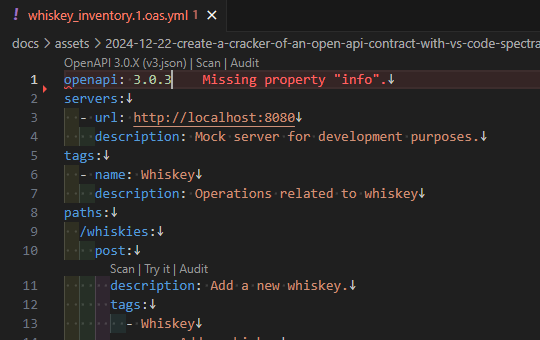 ! whiskey_inventory.1.oas.yml 1 ×
docs > assets > 2024-12-22-create-a-cracker-of-an-open-api-contract-with-vs-code-spectra
OpenAPI 3.0.X (v3.json) | Scan | Audit
1 openapi: 3.0.3 Missing property "info".↓
2 servers:↓
3 - url: http://localhost:8080↓
4 description: Mock server for development purposes.↓
5 tags:↓
6 - name: Whiskey↓
7 description: Operations related to whiskey↓
8 paths:↓
9 /whiskies:↓
10 post:↓
Scan | Try it | Audit
11 description: Add a new whiskey.↓
12 tags:↓
13 - Whiskey↓
14